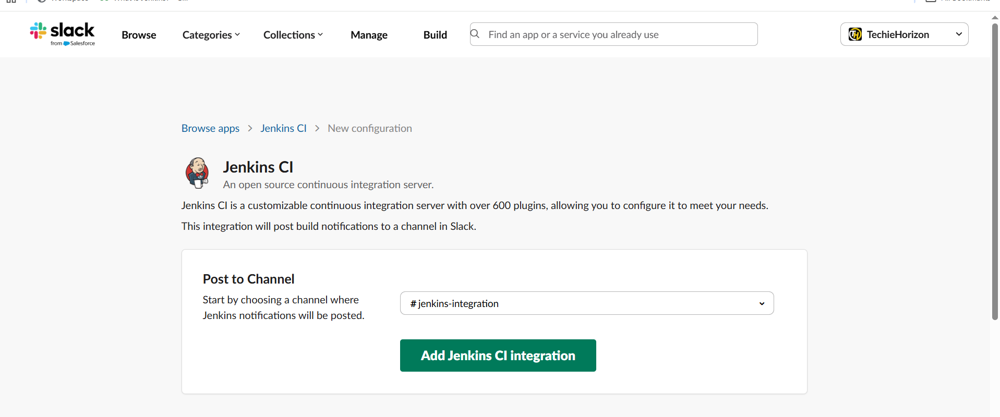 slack
from Salesforce
Browse
Categories
Collections
Manage
Build
Find an app or a service you already use
TechieHorizon
Browse apps > Jenkins CI > New configuration
Jenkins CI
An open source continuous integration server.
Jenkins CI is a customizable continuous integration server with over 600 plugins, allowing you to configure it to meet your needs.
This integration will post build notifications to a channel in Slack.
Post to Channel
Start by choosing a channel where
Jenkins notifications will be posted.
# jenkins-integration
Add Jenkins CI integration